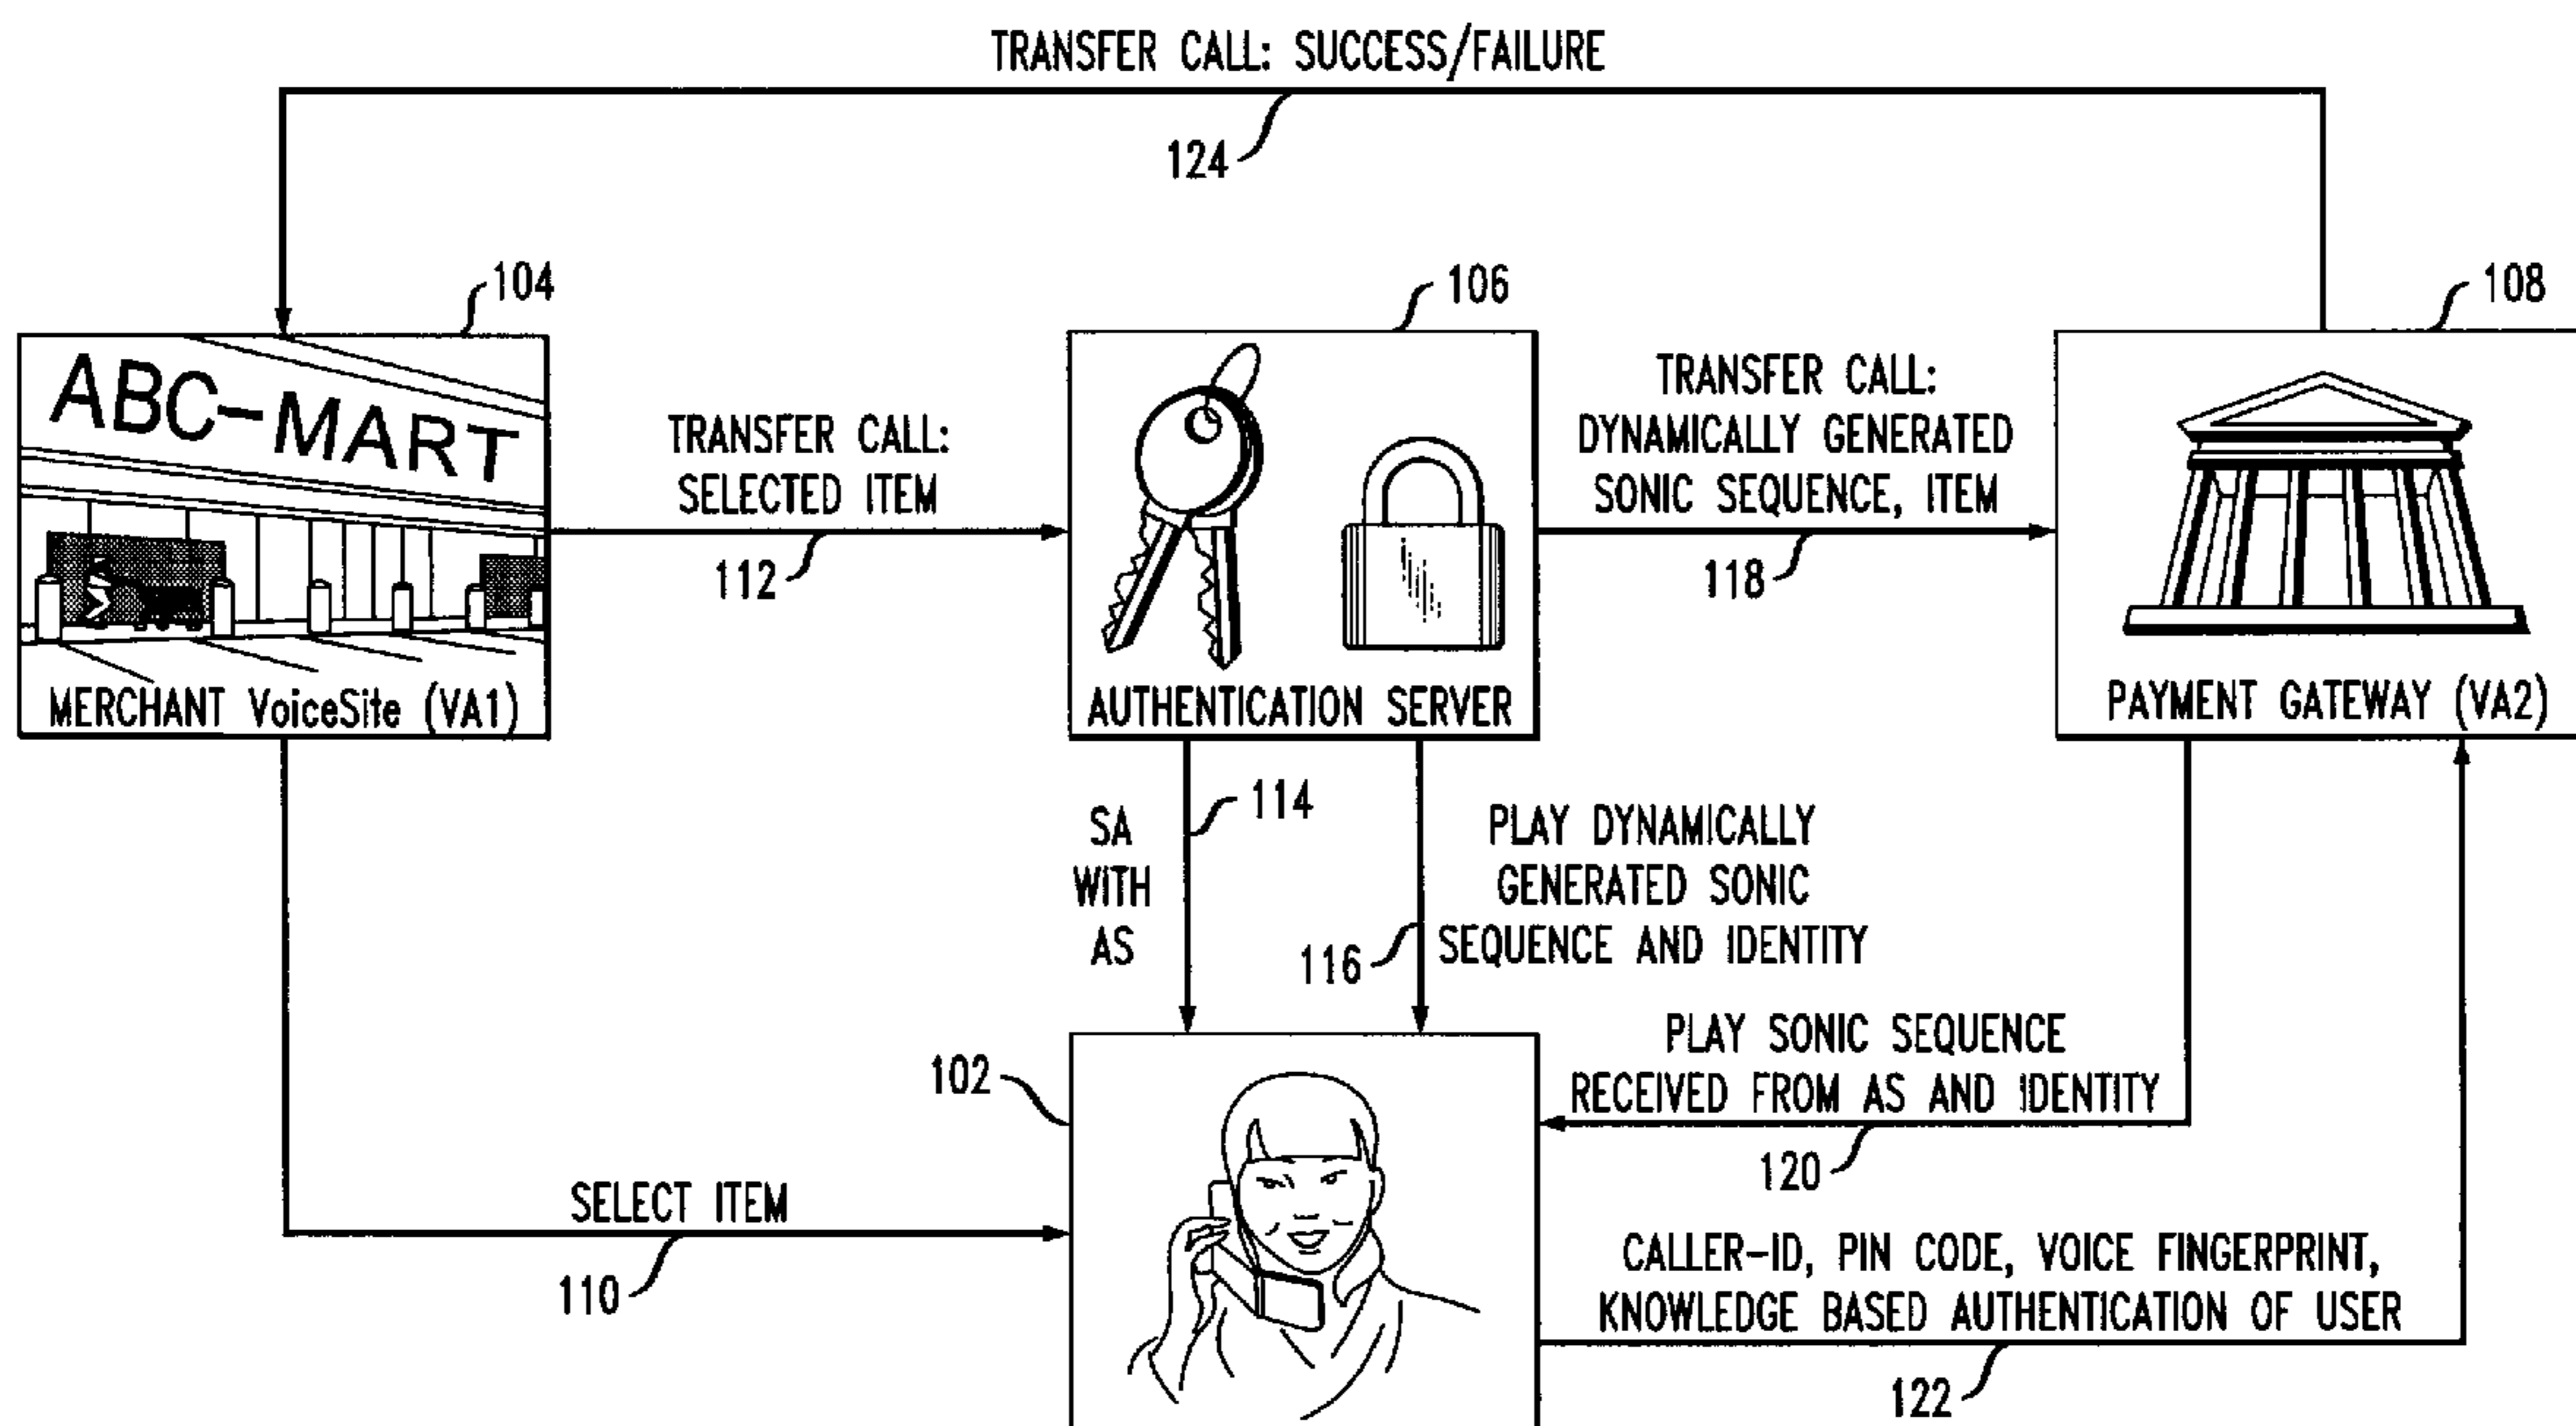 TRANSFER CALL: SUCCESS/FAILURE
124
104
106
108
ABC-MART
MERCHANT VoiceSite (VA1)
TRANSFER CALL:
SELECTED ITEM
112
AUTHENTICATION SERVER
TRANSFER CALL:
DYNAMICALLY GENERATED
SONIC SEQUENCE, ITEM
118
PAYMENT GATEWAY (VA2)
SA
WITH
AS
114
PLAY DYNAMICALLY
GENERATED SONIC
SEQUENCE AND IDENTITY
116
102
PLAY SONIC SEQUENCE
RECEIVED FROM AS AND IDENTITY
120
SELECT ITEM
110
CALLER-ID, PIN CODE, VOICE FINGERPRINT,
KNOWLEDGE BASED AUTHENTICATION OF USER
122